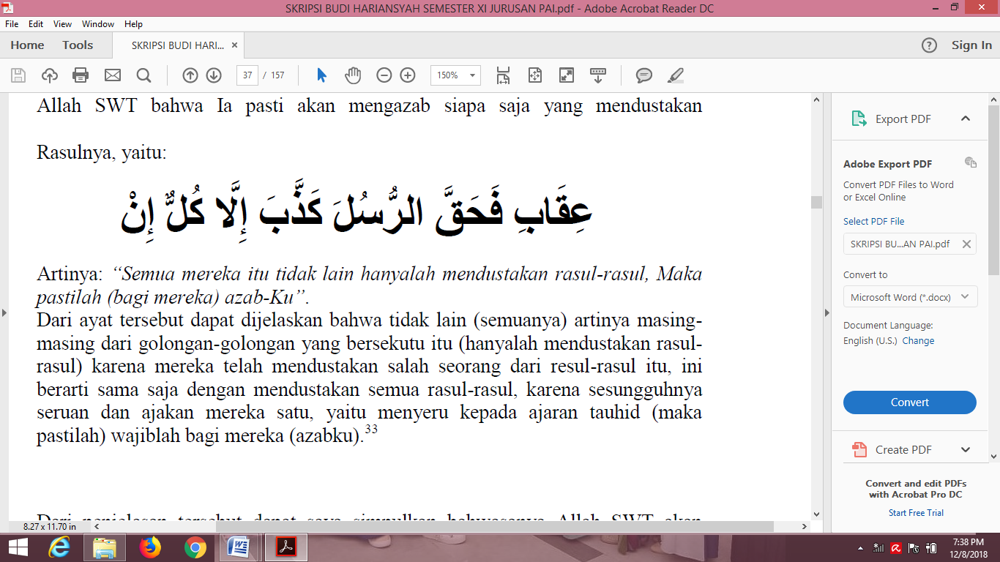 SKRIPSI BUDI HARIANSYAH SEMESTER XI JURUSAN PAI.pdf - Adobe Acrobat Reader DC
File Edit View Window Help
Home Tools SKRIPSI BUDI HARI... × Sign In
37 / 157 150%
Allah SWT bahwa Ia pasti akan mengazab siapa saja yang mendustakan
Rasulnya, yaitu:
عِقَابِ فَحَقَّ الرُّسُلَ كَذَّبَ إِلَّا كُلٌّ إِنْ
Artinya: “Semua mereka itu tidak lain hanyalah mendustakan rasul-rasul, Maka
pastilah (bagi mereka) azab-Ku”.
Dari ayat tersebut dapat dijelaskan bahwa tidak lain (semuanya) artinya masing-
masing dari golongan-golongan yang bersekutu itu (hanyalah mendustakan rasul-
rasul) karena mereka telah mendustakan salah seorang dari resul-rasul itu, ini
berarti sama saja dengan mendustakan semua rasul-rasul, karena sesungguhnya
seruan dan ajakan mereka satu, yaitu menyeru kepada ajaran tauhid (maka
pastilah) wajiblah bagi mereka (azabku).33
Dari penjelasan tersebut dapat saya simpulkan bahwasanya Allah SWT akan
8.27 x 11.70 in
Export PDF
Adobe Export PDF
Convert PDF Files to Word
or Excel Online
Select PDF File
SKRIPSI BU...AN PAI.pdf
Convert to
Microsoft Word (*.docx)
Document Language:
English (U.S.) Change
Convert
Create PDF
Convert and edit PDFs
with Acrobat Pro DC
Start Free Trial
7:38 PM
12/8/2018